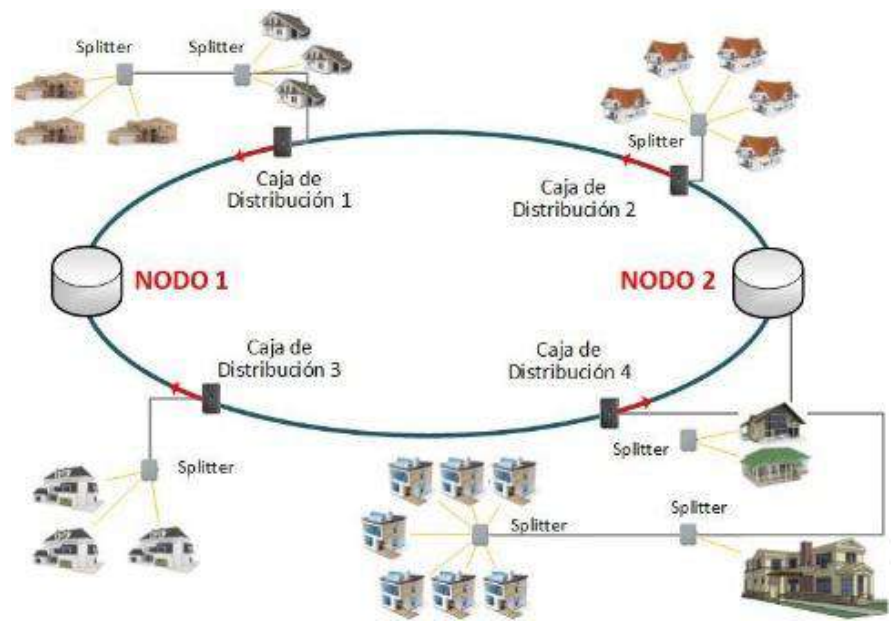 Splitter
Splitter
Splitter
Caja de
Distribución 1
Caja de
Distribución 2
NODO 1
NODO 2
Caja de
Distribución 3
Caja de
Distribución 4
Splitter
Splitter
Splitter
Splitter